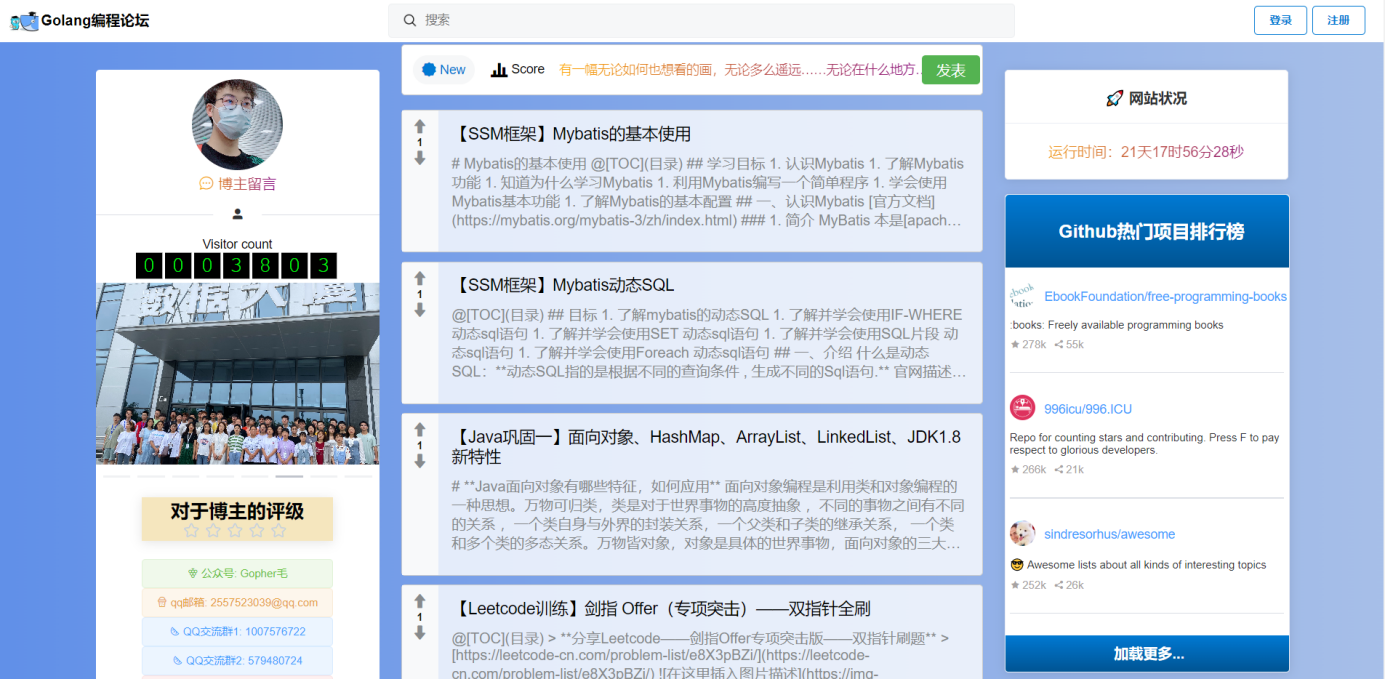 Golang编程论坛
搜索
登录
注册
博主留言
Visitor count
0003803
数据大厦
对于博主的评级
公众号: Gopher毛
qq邮箱: 2557523039@qq.com
QQ交流群1: 1007576722
QQ交流群2: 579480724
New
Score
有一幅无论如何也想看的画，无论多么遥远……无论在什么地方..
发表
1
【SSM框架】Mybatis的基本使用
# Mybatis的基本使用 @[TOC](目录) ## 学习目标 1. 认识Mybatis 1. 了解Mybatis
功能 1. 知道为什么学习Mybatis 1. 利用Mybatis编写一个简单程序 1. 学会使用
Mybatis基本功能 1. 了解Mybatis的基本配置 ## 一、认识Mybatis [官方文档]
(https://mybatis.org/mybatis-3/zh/index.html) ### 1. 简介 MyBatis 本是[apach…
1
【SSM框架】Mybatis动态SQL
@[TOC](目录) ## 目标 1. 了解mybatis的动态SQL 1. 了解并学会使用IF-WHERE
动态sql语句 1. 了解并学会使用SET 动态sql语句 1. 了解并学会使用SQL片段 动
态sql语句 1. 了解并学会使用Foreach 动态sql语句 ## 一、介绍 什么是动态
SQL：**动态SQL指的是根据不同的查询条件 , 生成不同的Sql语句.** 官网描述…
1
【Java巩固一】面向对象、HashMap、ArrayList、LinkedList、JDK1.8
新特性
# **Java面向对象有哪些特征，如何应用** 面向对象编程是利用类和对象编程的
一种思想。万物可归类，类是对于世界事物的高度抽象 ，不同的事物之间有不同
的关系 ，一个类自身与外界的封装关系，一个父类和子类的继承关系， 一个类
和多个类的多态关系。万物皆对象，对象是具体的世界事物，面向对象的三大…
1
【Leetcode训练】剑指 Offer（专项突击）——双指针全刷
@[TOC](目录) > **分享Leetcode——剑指Offer专项突击版——双指针刷题** >
[https://leetcode-cn.com/problem-list/e8X3pBZi/](https://leetcode-
cn.com/problem-list/e8X3pBZi/) ![在这里插入图片描述](https://img-
网站状况
运行时间：21天17时56分28秒
Github热门项目排行榜
EbookFoundation/free-programming-books
:books: Freely available programming books
278k 55k
996icu/996.ICU
Repo for counting stars and contributing. Press F to pay
respect to glorious developers.
266k 21k
sindresorhus/awesome
Awesome lists about all kinds of interesting topics
252k 26k
加载更多...